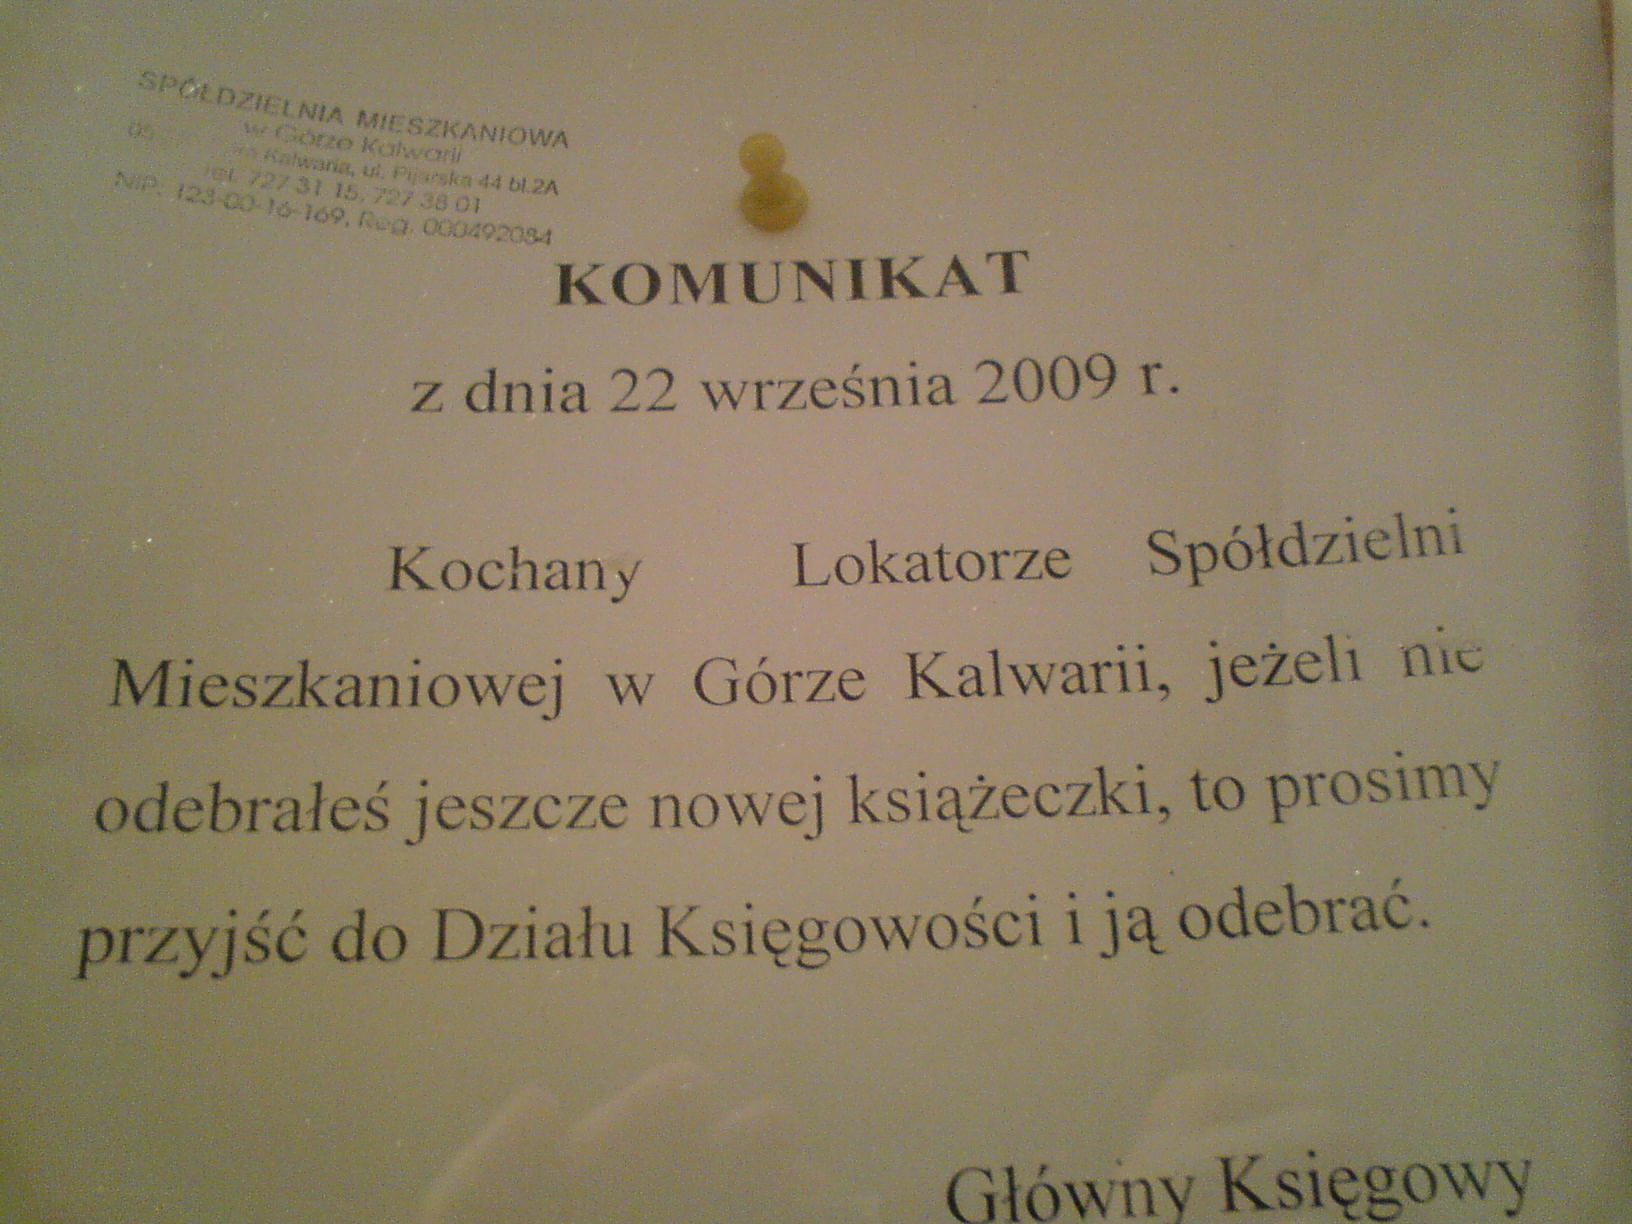 SPÓŁDZIELNIA MIESZKANIOWA
w Górze Kalwarii
05 Kalwaria, ul. Pijarska 44 bl.2A
tel. 727 31 15, 727 38 01
NIP: 123-00-16-169, Reg. 000492084
KOMUNIKAT
z dnia 22 września 2009 r.
Kochany Lokatorze Spółdzielni
Mieszkaniowej w Górze Kalwarii, jeżeli nie
odebrałeś jeszcze nowej książeczki, to prosimy
przyjść do Działu Księgowości i ją odebrać.
Główny Księgowy